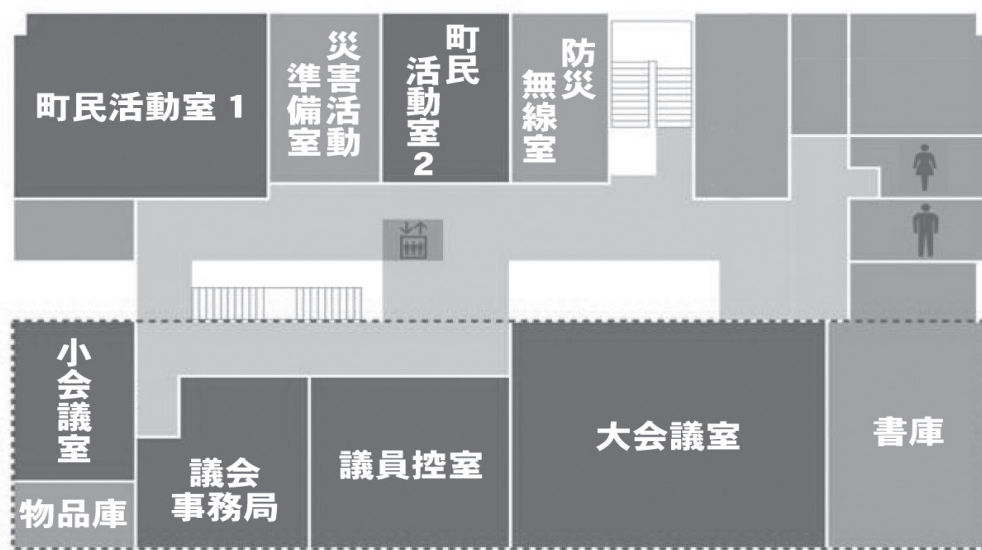 町民活動室 1
災害活動
準備室
町民
活動室2
防災
無線室
小会議室
物品庫
議会
事務局
議員控室
大会議室
書庫